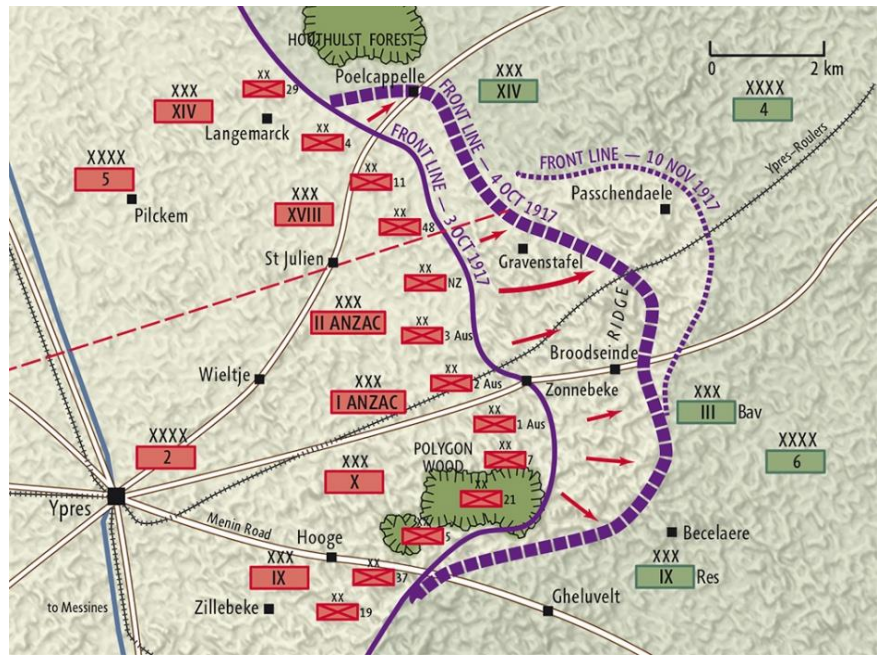 HOUTHULST FOREST
0 2 km
Poelcappelle
XXX
XIV
XXXX
4
XX
29
XXX
XIV
Langemarck
XX
4
FRONT LINE — 4 OCT 1917
FRONT LINE — 3 OCT 1917
FRONT LINE — 10 NOV 1917
Ypres–Roulers
XXXX
5
Pilckem
XX
11
Passchendaele
XXX
XVIII
XX
48
St Julien
Gravenstafel
XX
NZ
RIDGE
XXX
II ANZAC
XX
3 Aus
Broodseinde
Wieltje
XX
2 Aus
Zonnebeke
XXX
I ANZAC
XX
1 Aus
XXX
III Bav
XXXX
2
POLYGON
WOOD
XX
7
XXXX
6
XXX
X
XX
21
Ypres
Menin Road
XX
5
Becelaere
Hooge
XXX
IX
XX
37
XXX
IX Res
to Messines
Zillebeke
XX
19
Gheluvelt